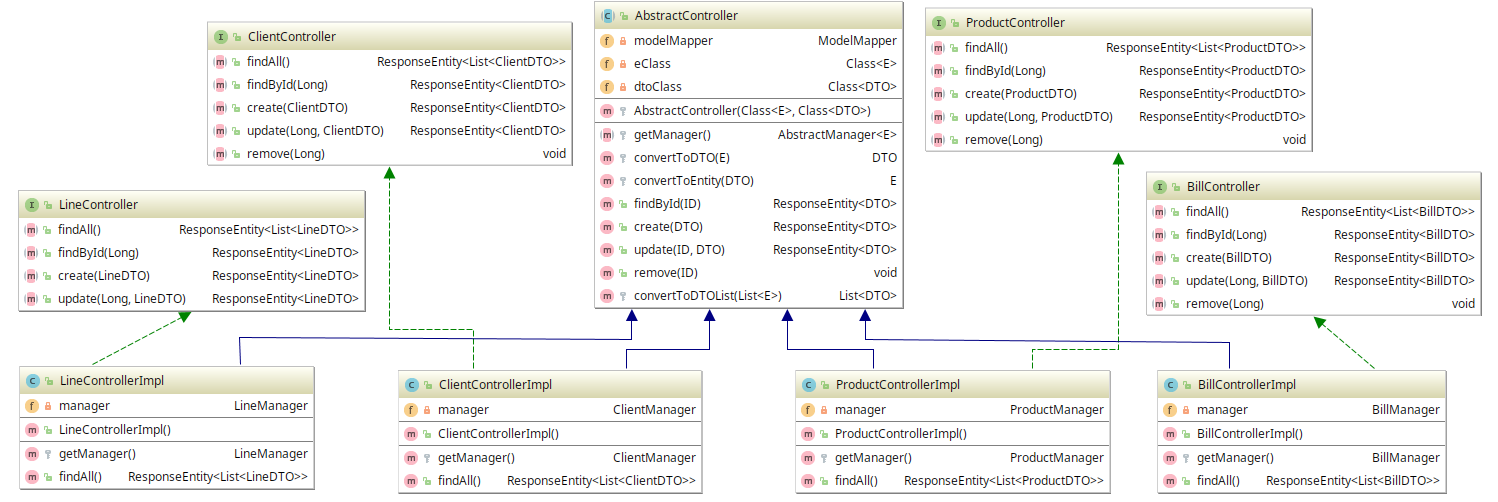 ClientController
findAll() ResponseEntity<List<ClientDTO>>
findById(Long) ResponseEntity<ClientDTO>
create(ClientDTO) ResponseEntity<ClientDTO>
update(Long, ClientDTO) ResponseEntity<ClientDTO>
remove(Long) void
AbstractController
modelMapper ModelMapper
eClass Class<E>
dtoClass Class<DTO>
AbstractController(Class<E>, Class<DTO>)
getManager() AbstractManager<E>
convertToDTO(E) DTO
convertToEntity(DTO) E
findById(ID) ResponseEntity<DTO>
create(DTO) ResponseEntity<DTO>
update(ID, DTO) ResponseEntity<DTO>
remove(ID) void
convertToDTOList(List<E>) List<DTO>
ProductController
findAll() ResponseEntity<List<ProductDTO>>
findById(Long) ResponseEntity<ProductDTO>
create(ProductDTO) ResponseEntity<ProductDTO>
update(Long, ProductDTO) ResponseEntity<ProductDTO>
remove(Long) void
LineController
findAll() ResponseEntity<List<LineDTO>>
findById(Long) ResponseEntity<LineDTO>
create(LineDTO) ResponseEntity<LineDTO>
update(Long, LineDTO) ResponseEntity<LineDTO>
BillController
findAll() ResponseEntity<List<BillDTO>>
findById(Long) ResponseEntity<BillDTO>
create(BillDTO) ResponseEntity<BillDTO>
update(Long, BillDTO) ResponseEntity<BillDTO>
remove(Long) void
LineControllerImpl
manager LineManager
LineControllerImpl()
getManager() LineManager
findAll() ResponseEntity<List<LineDTO>>
ClientControllerImpl
manager ClientManager
ClientControllerImpl()
getManager() ClientManager
findAll() ResponseEntity<List<ClientDTO>>
ProductControllerImpl
manager ProductManager
ProductControllerImpl()
getManager() ProductManager
findAll() ResponseEntity<List<ProductDTO>>
BillControllerImpl
manager BillManager
BillControllerImpl()
getManager() BillManager
findAll() ResponseEntity<List<BillDTO>>